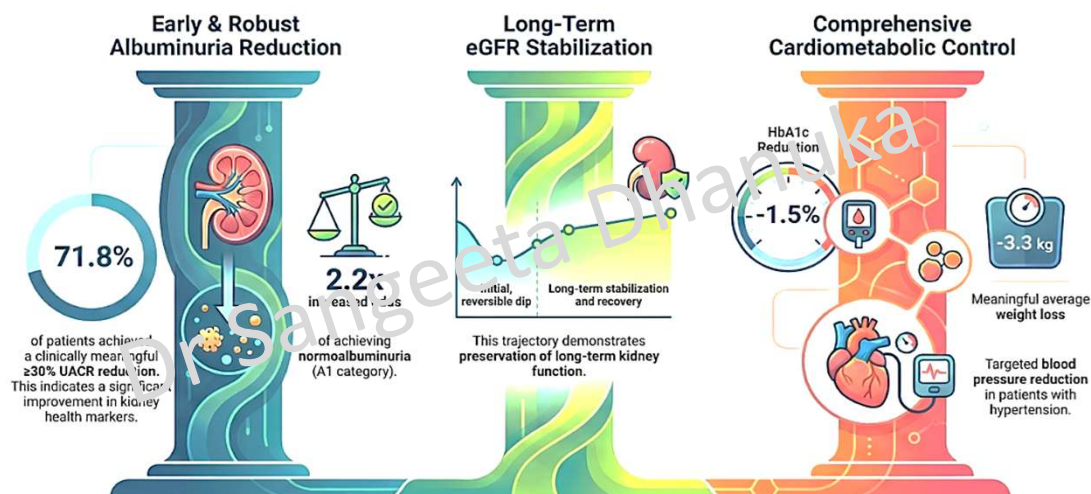 Early & Robust
Albuminuria Reduction
71.8%
of patients achieved
a clinically meaningful
≥30% UACR reduction.
This indicates a significant
improvement in kidney
health markers.
2.2x
increased odds
of achieving
normoalbuminuria
(A1 category).
Long-Term
eGFR Stabilization
Initial,
reversible dip
Long-term stabilization
and recovery
This trajectory demonstrates
preservation of long-term kidney
function.
Comprehensive
Cardiometabolic Control
HbA1c
Reduction
-1.5%
-3.3 kg
Meaningful average
weight loss
Targeted blood
pressure reduction
in patients with
hypertension.
Dr Sangeeta Dhanuka